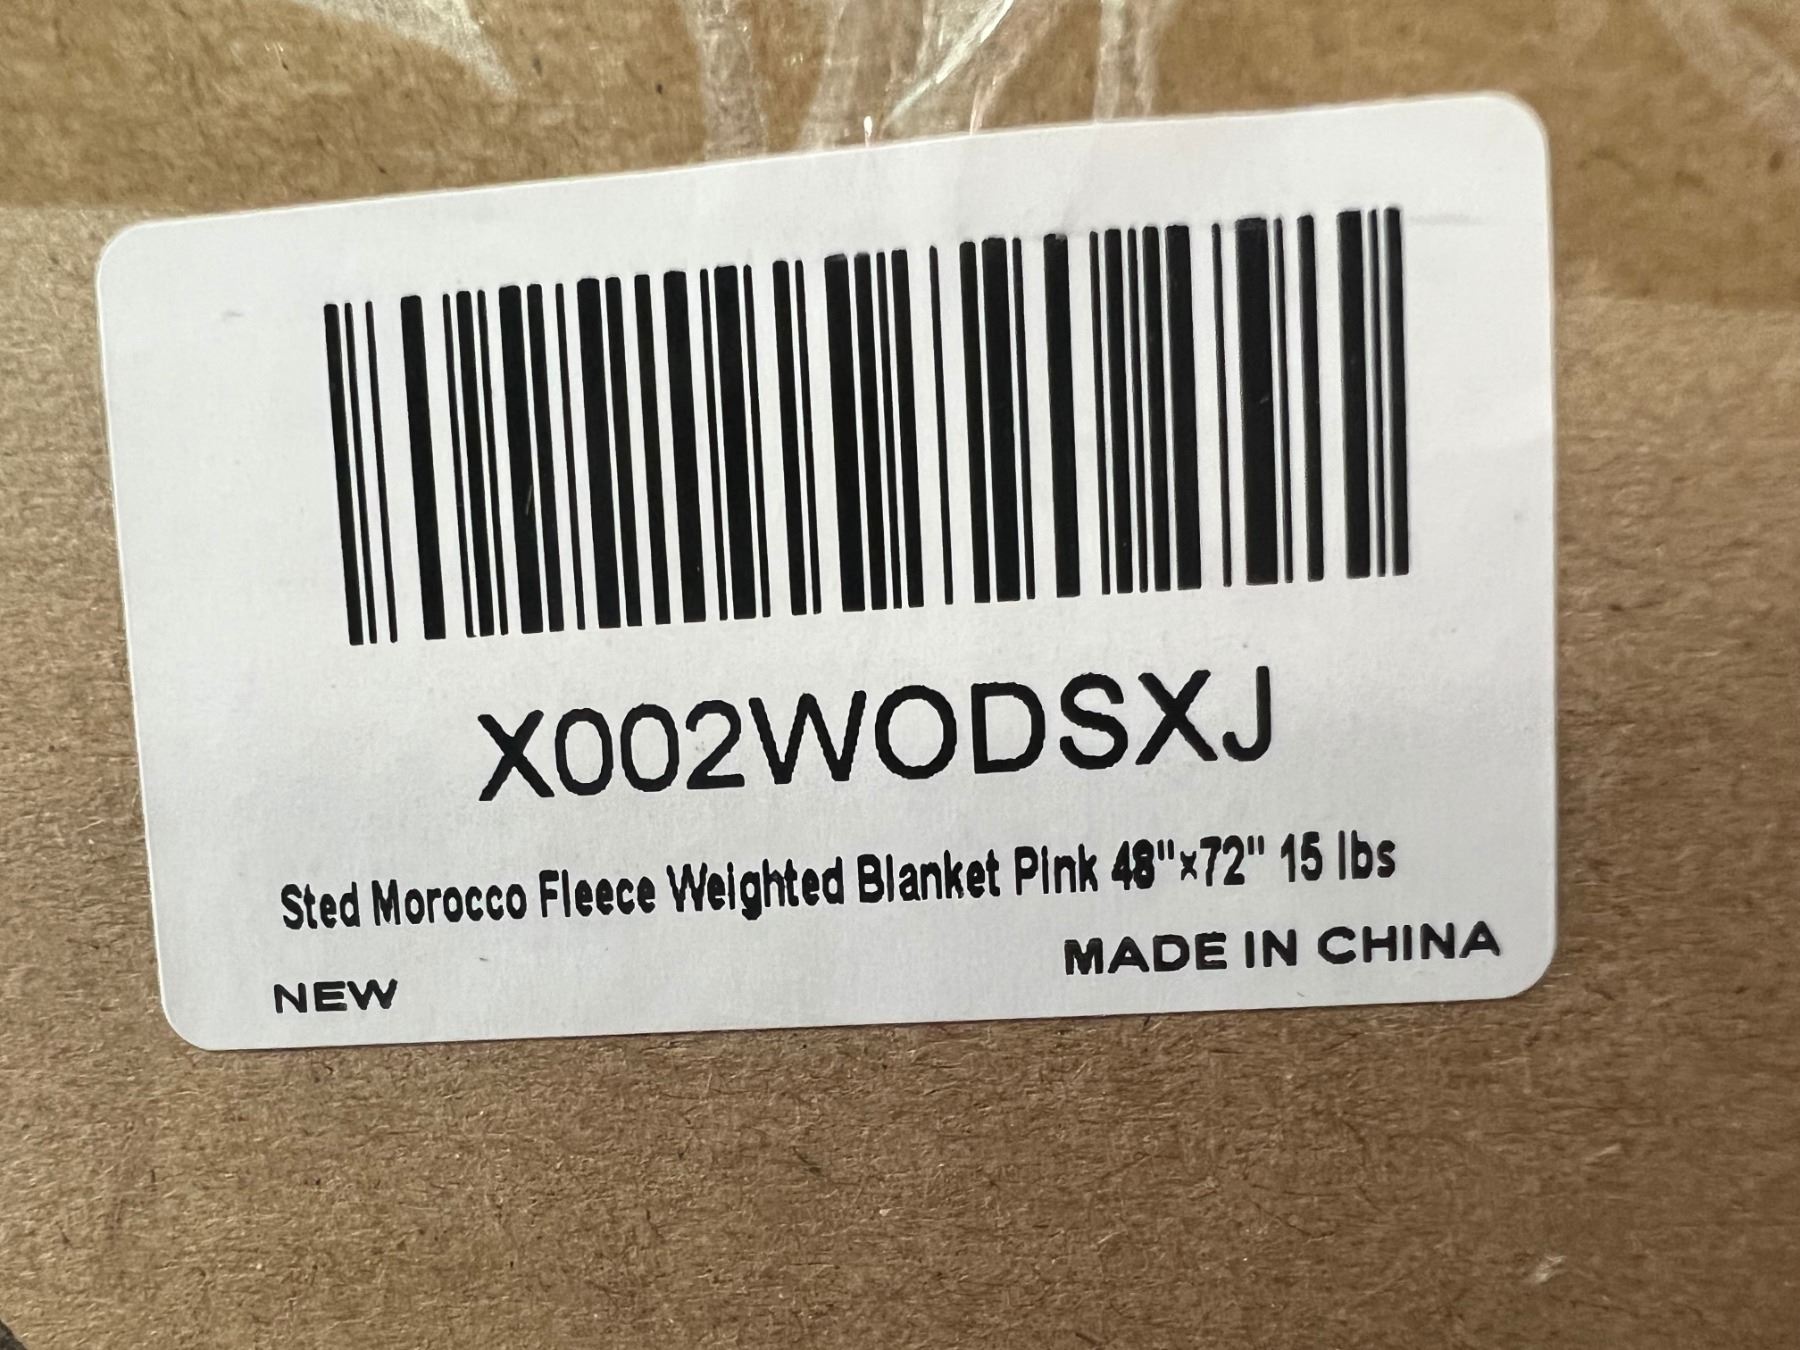 X002WODSXJ
Sted Morocco Fleece Weighted Blanket Pink 48"×72" 15 lbs
MADE IN CHINA
NEW